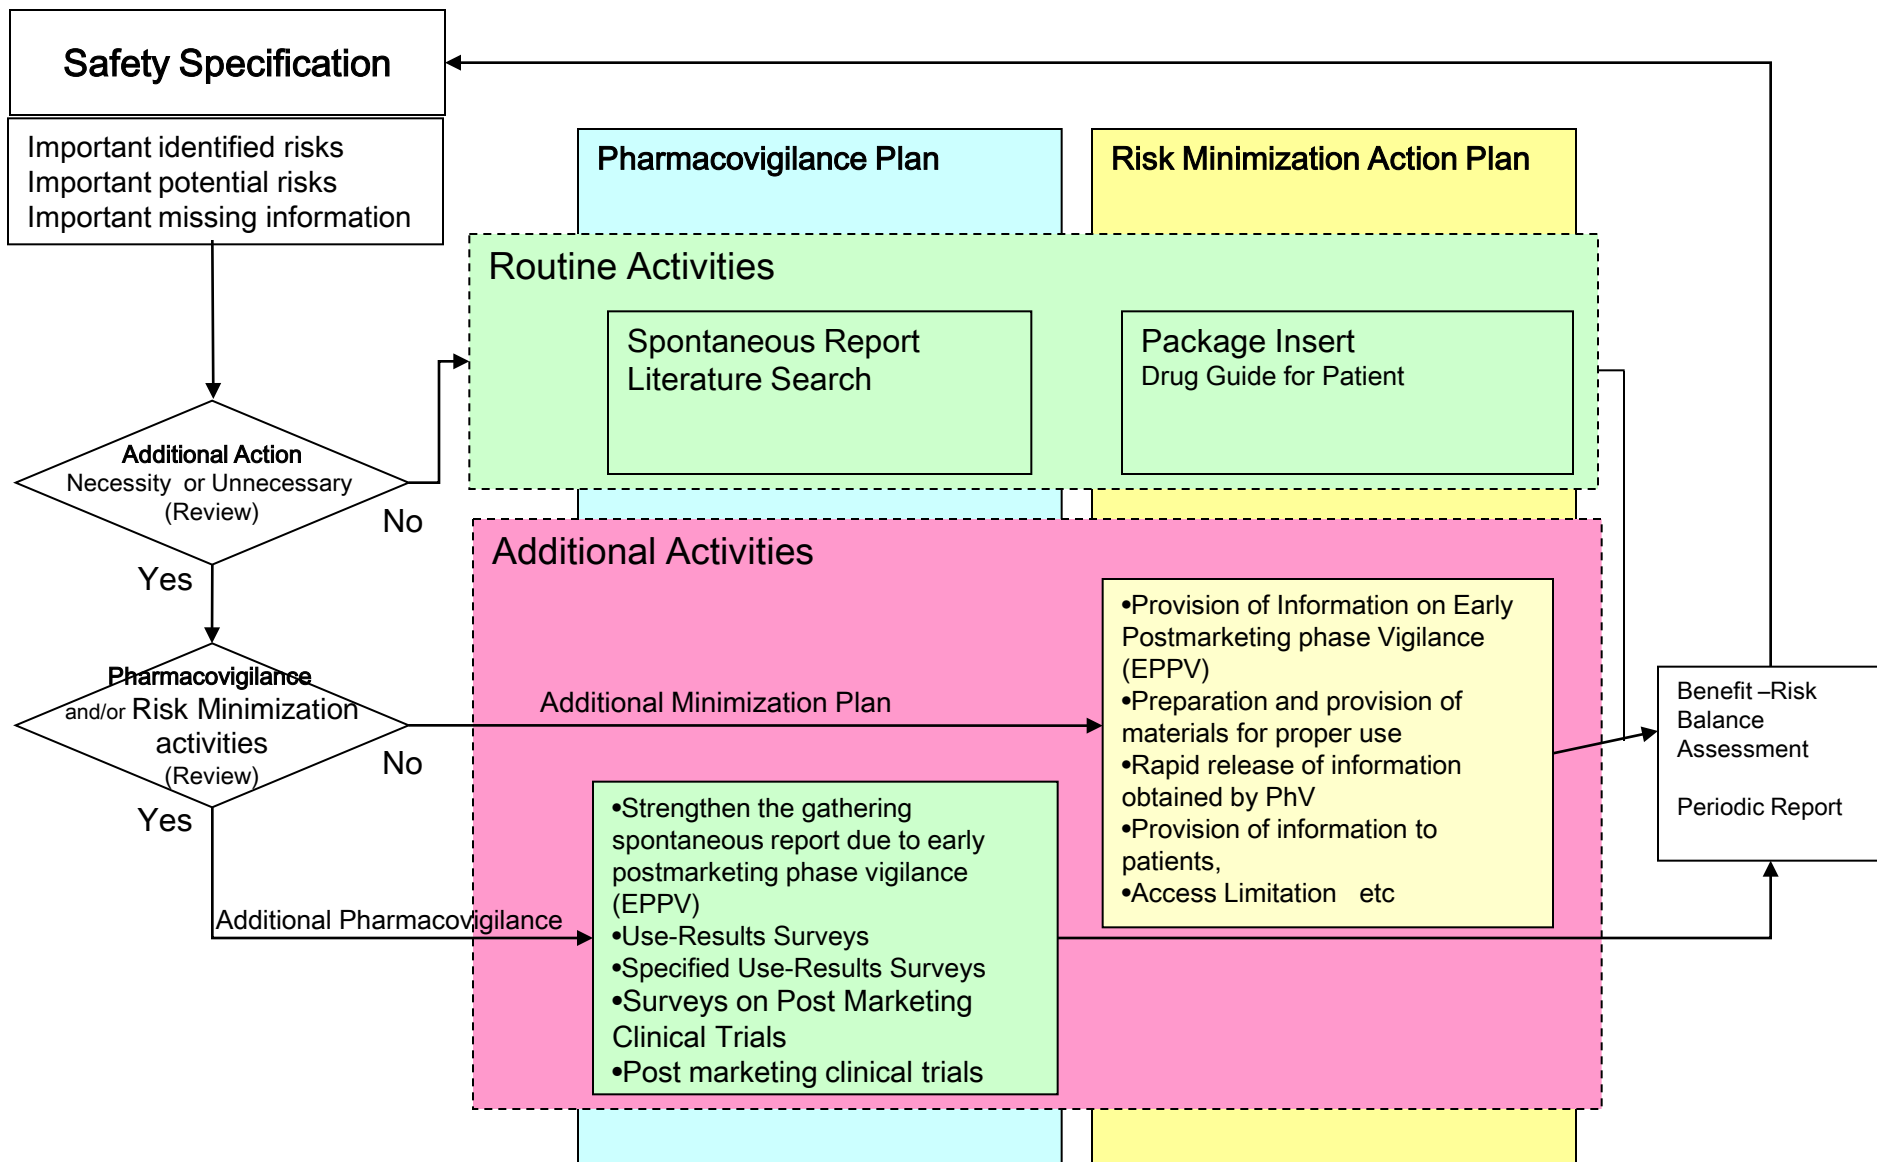 Safety Specification
Important identified risks
Important potential risks
Important missing information
Pharmacovigilance Plan
Risk Minimization Action Plan
Routine Activities
Spontaneous Report
Literature Search
Package Insert
Drug Guide for Patient
Additional Action
Necessity or Unnecessary
(Review)
No
Yes
Additional Activities
Pharmacovigilance
and/or Risk Minimization
activities
(Review)
No
Yes
Additional Minimization Plan
•Provision of Information on Early
Postmarketing phase Vigilance
(EPPV)
•Preparation and provision of
materials for proper use
•Rapid release of information
obtained by PhV
•Provision of information to
patients,
•Access Limitation etc
Additional Pharmacovigilance
•Strengthen the gathering
spontaneous report due to early
postmarketing phase vigilance
(EPPV)
•Use-Results Surveys
•Specified Use-Results Surveys
•Surveys on Post Marketing
Clinical Trials
•Post marketing clinical trials
Benefit –Risk
Balance
Assessment
Periodic Report